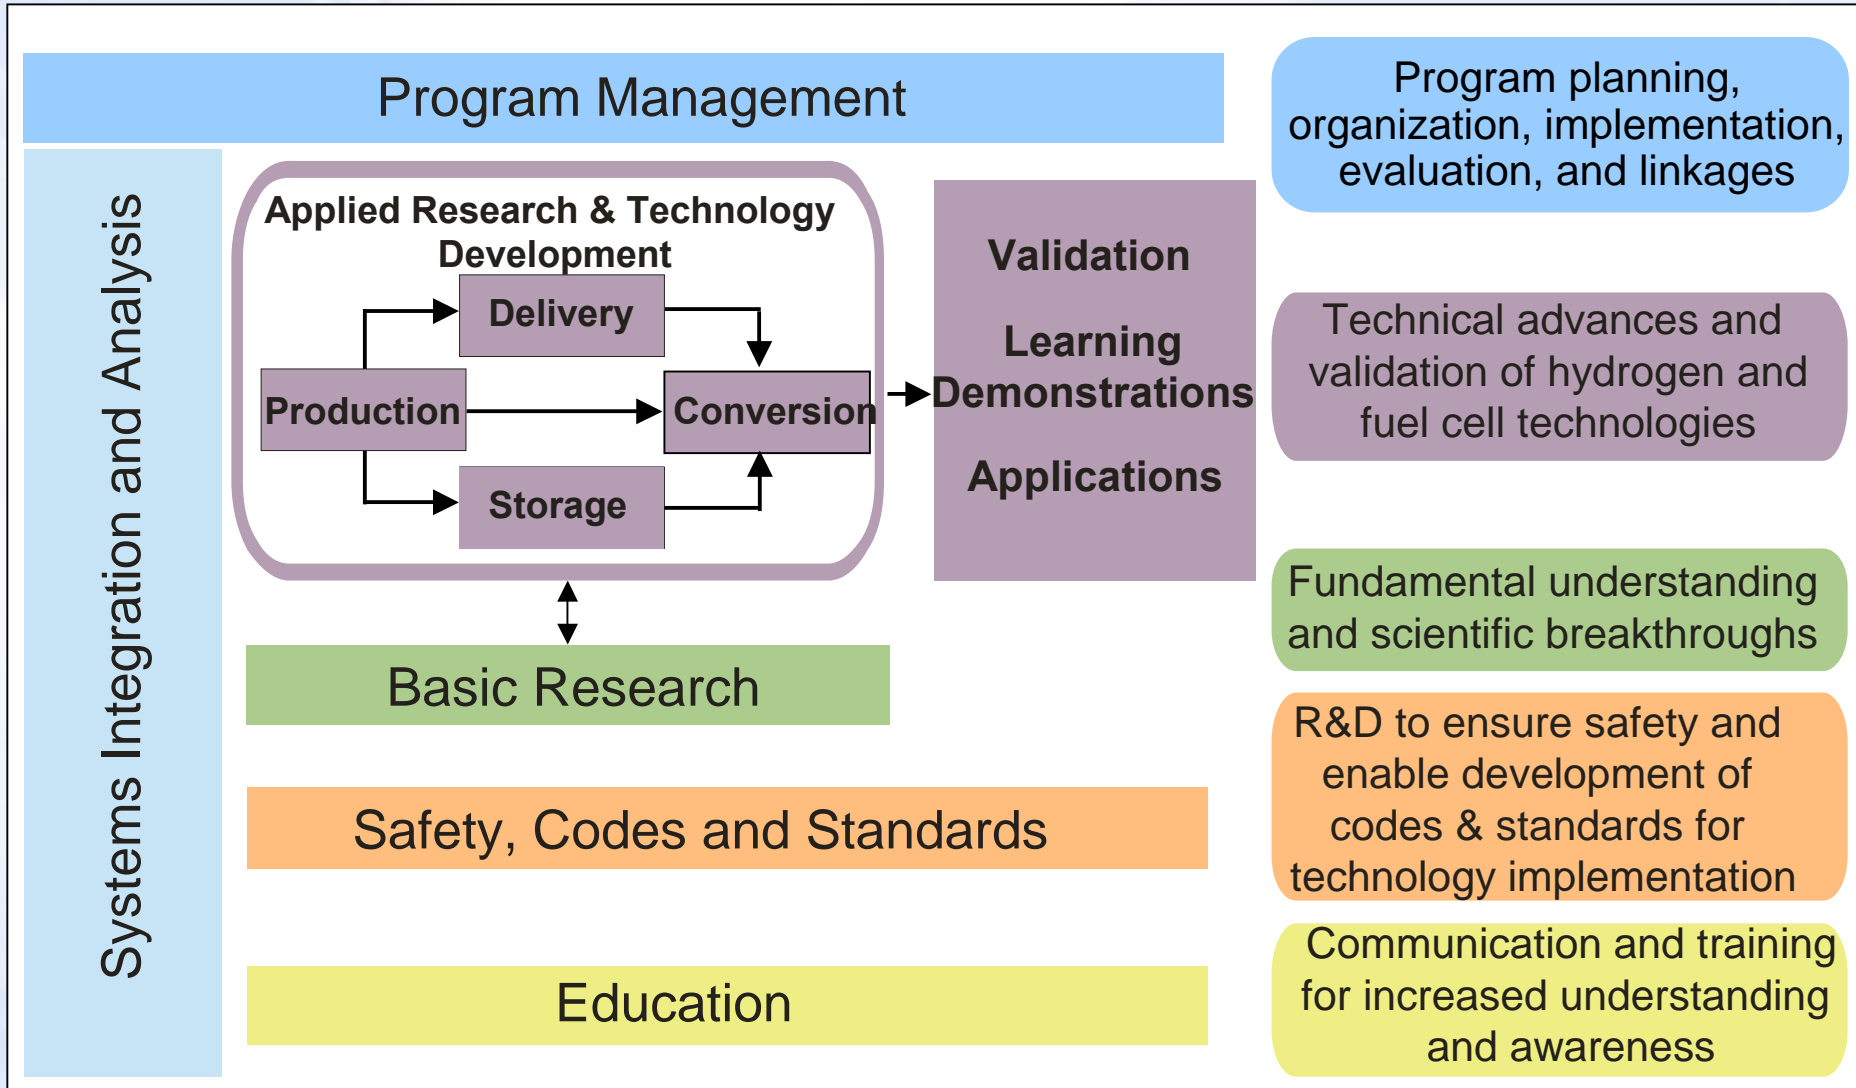 Program Management
Systems Integration and Analysis
Applied Research & Technology
Development
Delivery
Production
Conversion
Storage
Validation
Learning
Demonstrations
Applications
Basic Research
Safety, Codes and Standards
Education
Program planning,
organization, implementation,
evaluation, and linkages
Technical advances and
validation of hydrogen and
fuel cell technologies
Fundamental understanding
and scientific breakthroughs
R&D to ensure safety and
enable development of
codes & standards for
technology implementation
Communication and training
for increased understanding
and awareness